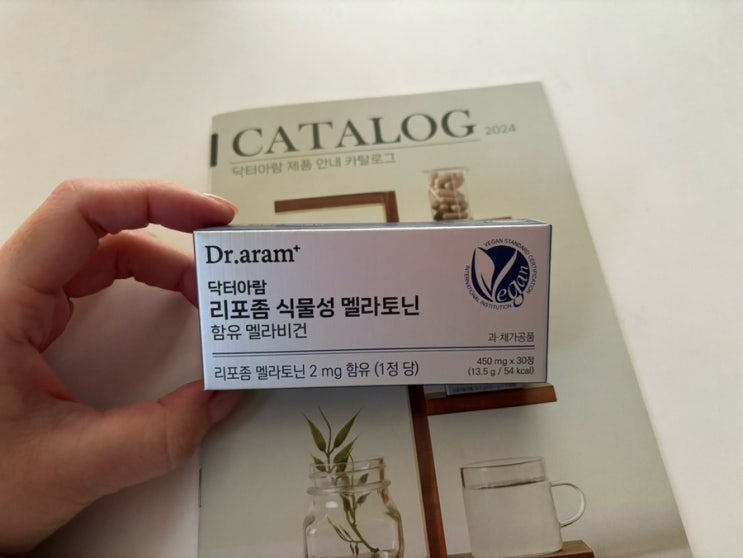 CATALOG 2024
닥터아람 제품 안내 카탈로그
Dr.aram+
닥터아람
리포좀 식물성 멜라토닌
함유 멜라비건
VEGAN STANDARD CERTIFICATION
INTERNATIONAL INSTITUTION
Vegan
과·채가공품
리포좀 멜라토닌 2 mg 함유 (1정 당)
450 mg x 30정
(13.5 g / 54 kcal)